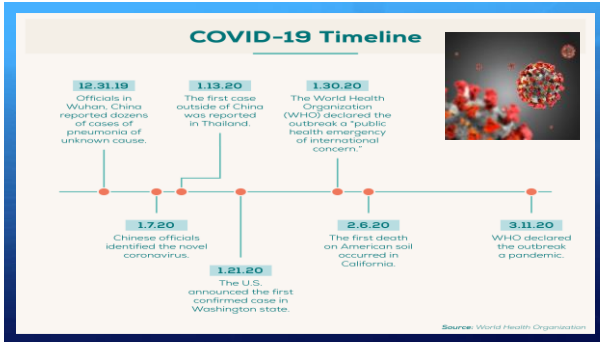 COVID-19 Timeline
12.31.19
Officials in
Wuhan, China
reported dozens
of cases of
pneumonia of
unknown cause.
1.13.20
The first case
outside of China
was reported
in Thailand.
1.30.20
The World Health
Organization
(WHO) declared the
outbreak a "public
health emergency
of international
concern."
1.7.20
Chinese officials
identified the novel
coronavirus.
1.21.20
The U.S.
announced the first
confirmed case in
Washington state.
2.6.20
The first death
on American soil
occurred in
California.
3.11.20
WHO declared
the outbreak
a pandemic.
Source: World Health Organization